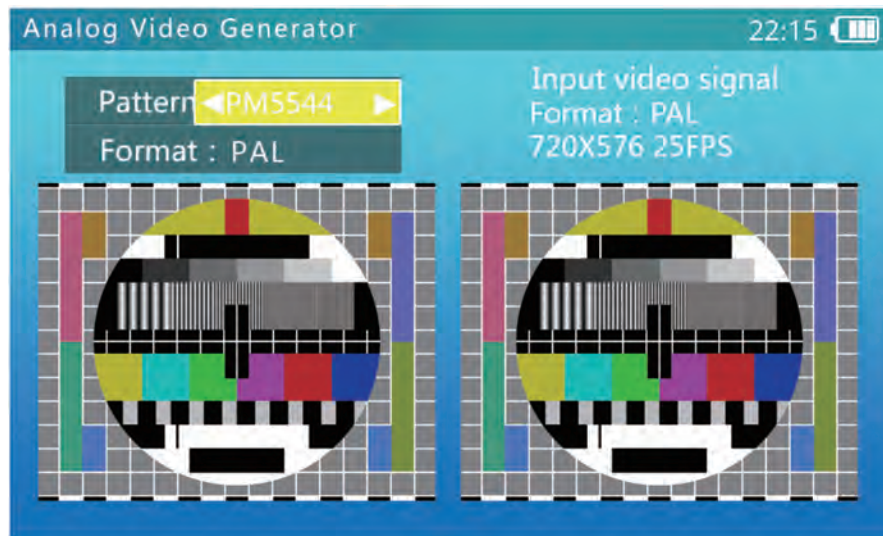 Analog Video Generator 22:15
Pattern ◀PM5544 ▶
Format : PAL
Input video signal
Format : PAL
720X576 25FPS